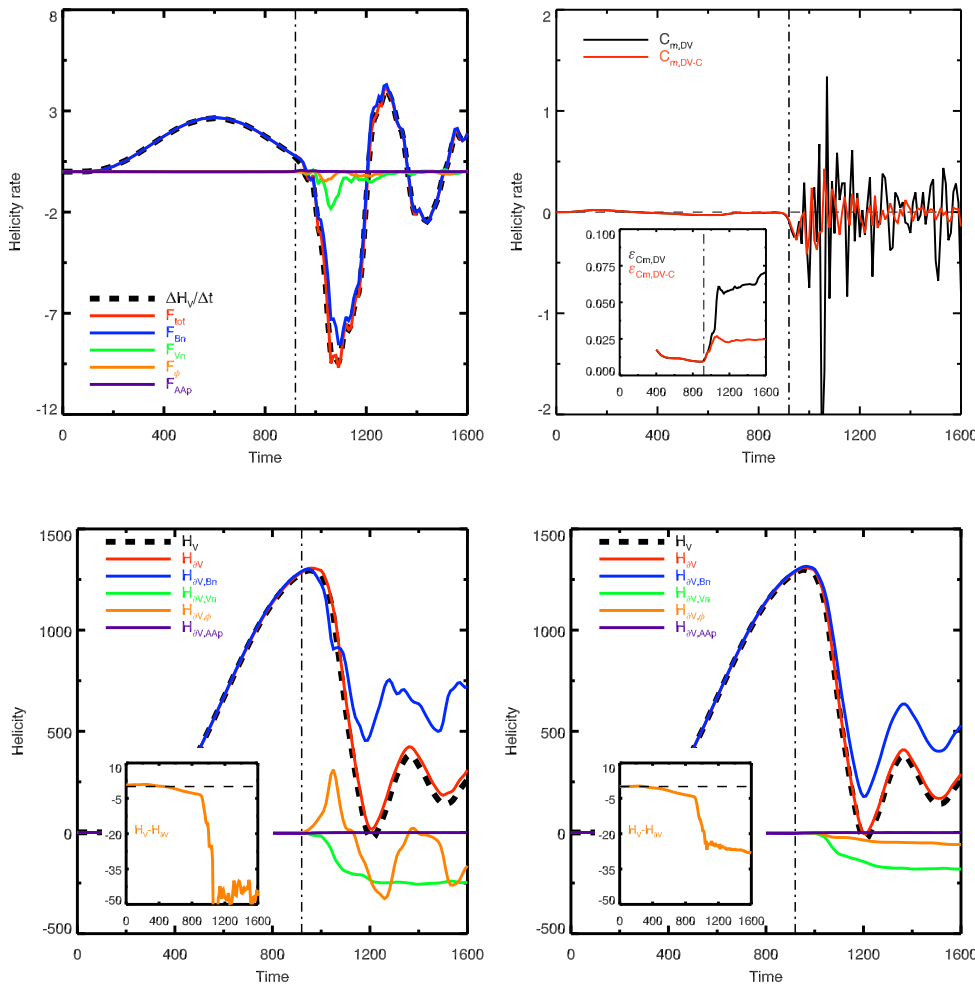 8
3
-2
-7
-12
Helicity rate
ΔH_V/Δt
F_tot
F_Bn
F_Vn
F_ϕ
F_AAp
0 400 800 1200 1600
Time
2
1
0
-1
-2
Helicity rate
C_m,DV
C_m,DV-C
0.100
0.075
0.050
0.025
0.000
ε_Cm,DV
ε_Cm,DV-C
0 400 800 1200 1600
0 400 800 1200 1600
Time
1500
1000
500
0
-500
Helicity
H_V
H_∂V
H_∂V,Bn
H_∂V,Vn
H_∂V,ϕ
H_∂V,AAp
10
-5
-20
-35
-50
H_V-H_∂V
0 400 800 1200 1600
0 400 800 1200 1600
Time
1500
1000
500
0
-500
Helicity
H_V
H_∂V
H_∂V,Bn
H_∂V,Vn
H_∂V,ϕ
H_∂V,AAp
10
-5
-20
-35
-50
H_V-H_∂V
0 400 800 1200 1600
0 400 800 1200 1600
Time